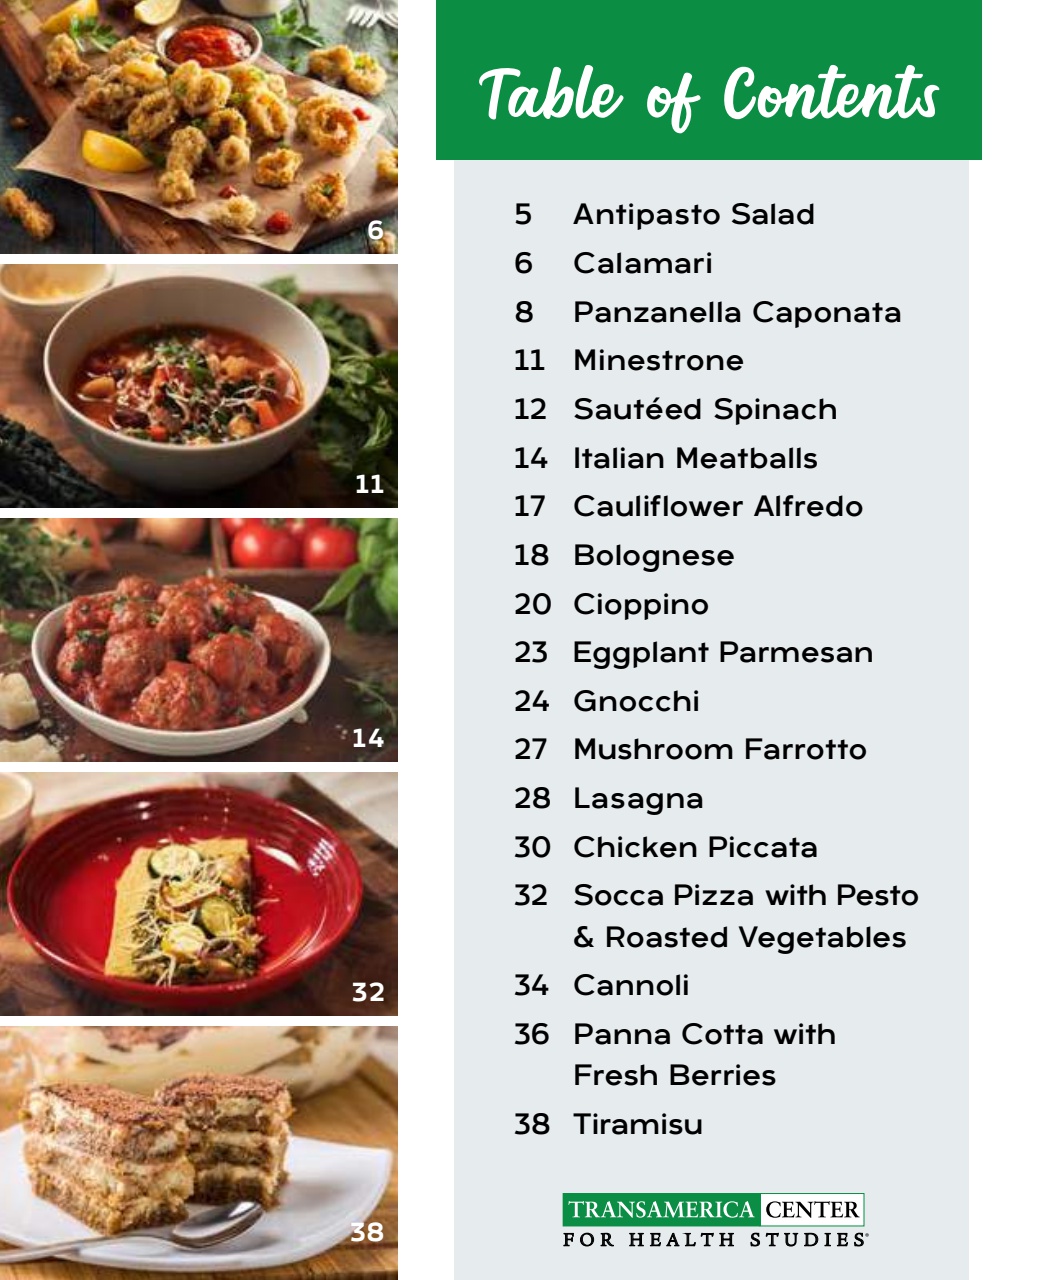 6
11
14
32
38
Table of Contents
5 Antipasto Salad
6 Calamari
8 Panzanella Caponata
11 Minestrone
12 Sautéed Spinach
14 Italian Meatballs
17 Cauliflower Alfredo
18 Bolognese
20 Cioppino
23 Eggplant Parmesan
24 Gnocchi
27 Mushroom Farrotto
28 Lasagna
30 Chicken Piccata
32 Socca Pizza with Pesto
& Roasted Vegetables
34 Cannoli
36 Panna Cotta with
Fresh Berries
38 Tiramisu
TRANSAMERICA CENTER
FOR HEALTH STUDIES®